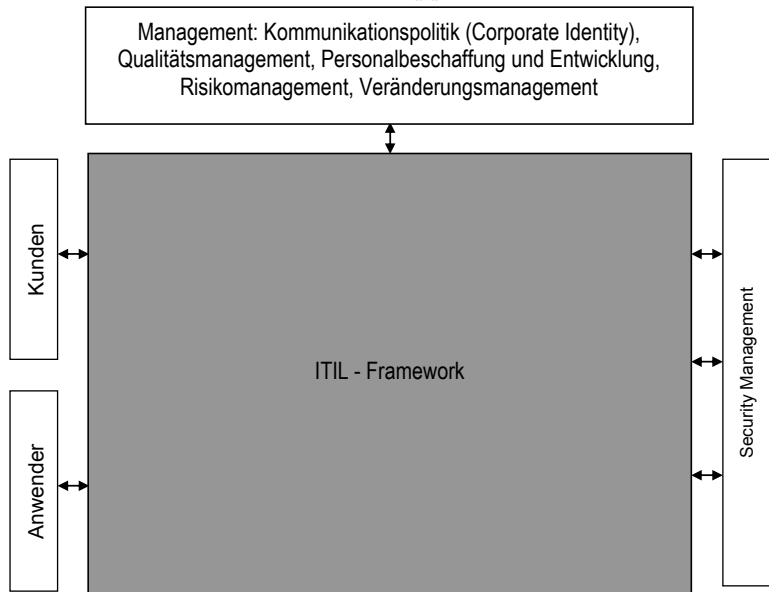 Management: Kommunikationspolitik (Corporate Identity),
Qualitätsmanagement, Personalbeschaffung und Entwicklung,
Risikomanagement, Veränderungsmanagement
Kunden
Anwender
ITIL - Framework
Security Management